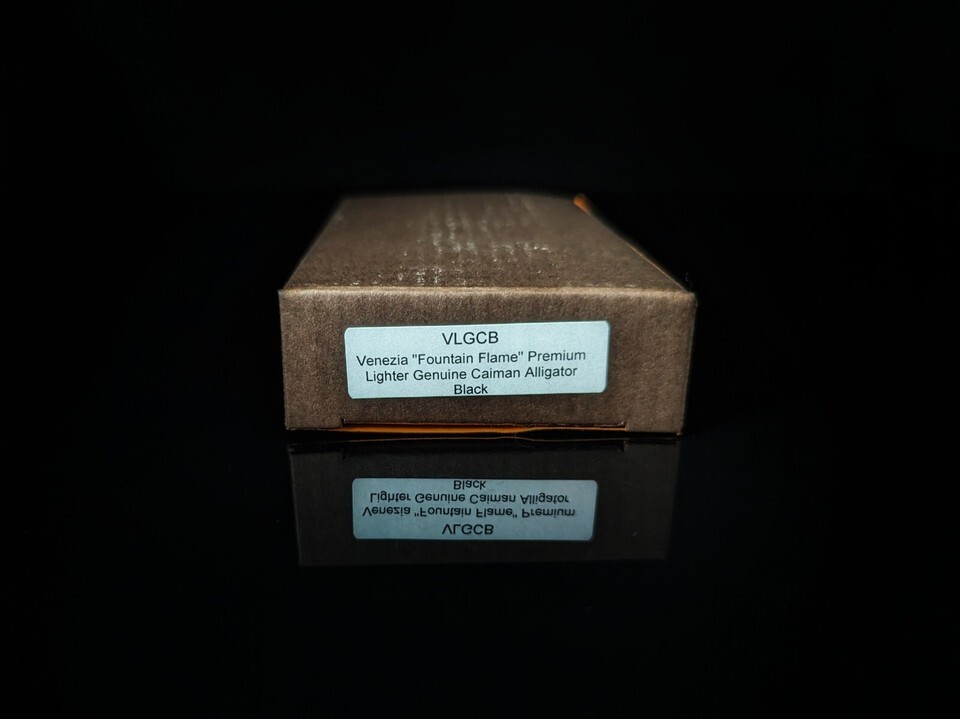 VLGCB
Venezia "Fountain Flame" Premium
Lighter Genuine Caiman Alligator
Black